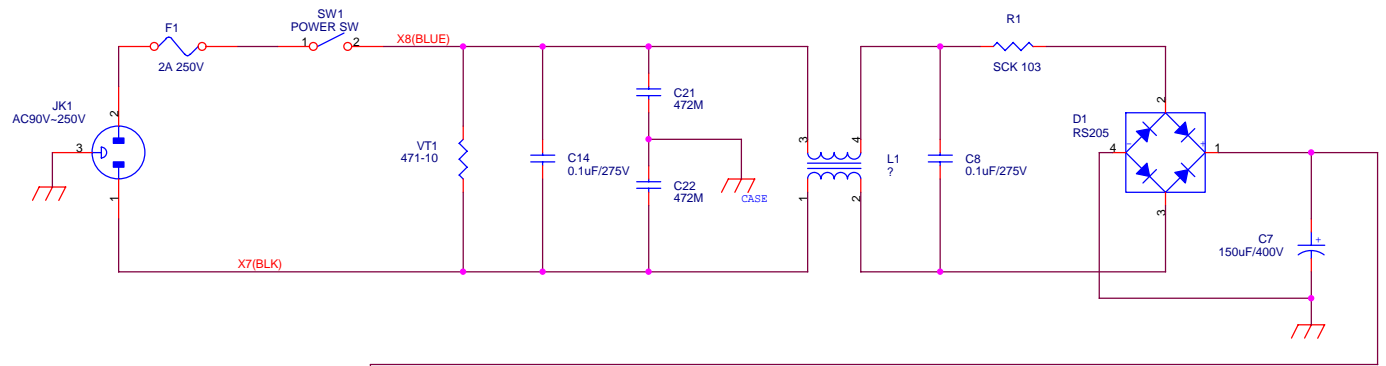 F1
2A 250V
SW1
POWER SW
1
2
X8(BLUE)
JK1
AC90V~250V
2
3
1
X7(BLK)
VT1
471-10
C14
0.1uF/275V
C21
472M
C22
472M
CASE
3
4
1
2
L1
?
C8
0.1uF/275V
R1
SCK 103
D1
RS205
2
4
-
+
1
3
C7
150uF/400V
+